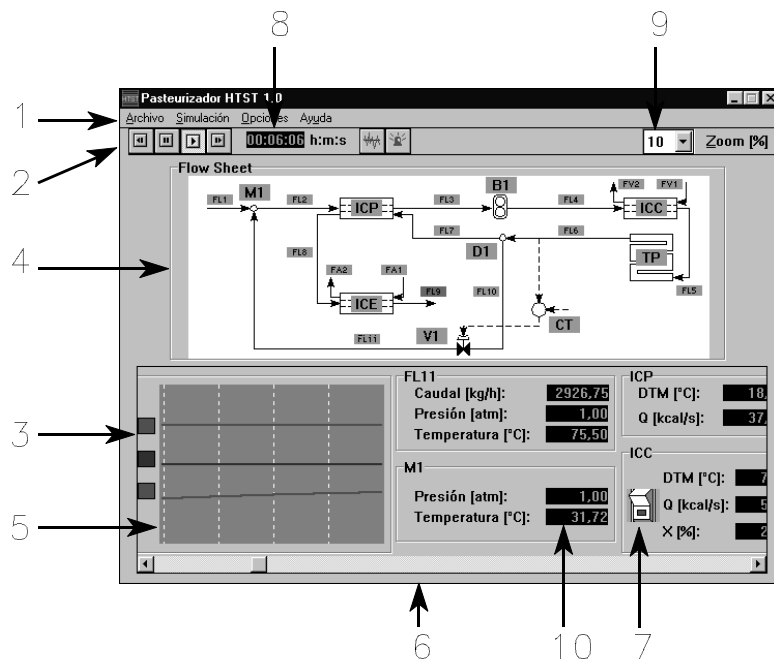 8
9
Pasteurizador HTST 1.0
1
Archivo Simulación Opciones Ayuda
2
00:06:06 h:m:s
10 Zoom [%]
Flow Sheet
FL1 M1 FL2 ICP FL3 B1 FL4 FV2 FV1 ICC
FL7 FL6
4
FL8 D1 TP
FA2 FA1
ICE FL9 FL10 FL5
CT
FL11 V1
FL11
Caudal [kg/h]: 2926,75
Presión [atm]: 1,00
Temperatura [°C]: 75,50
ICP
DTM [°C]: 18,
Q [kcal/s]: 37,
3
M1
Presión [atm]: 1,00
Temperatura [°C]: 31,72
ICC
DTM [°C]: 7
Q [kcal/s]: 5
X [%]: 2
5
6
10
7